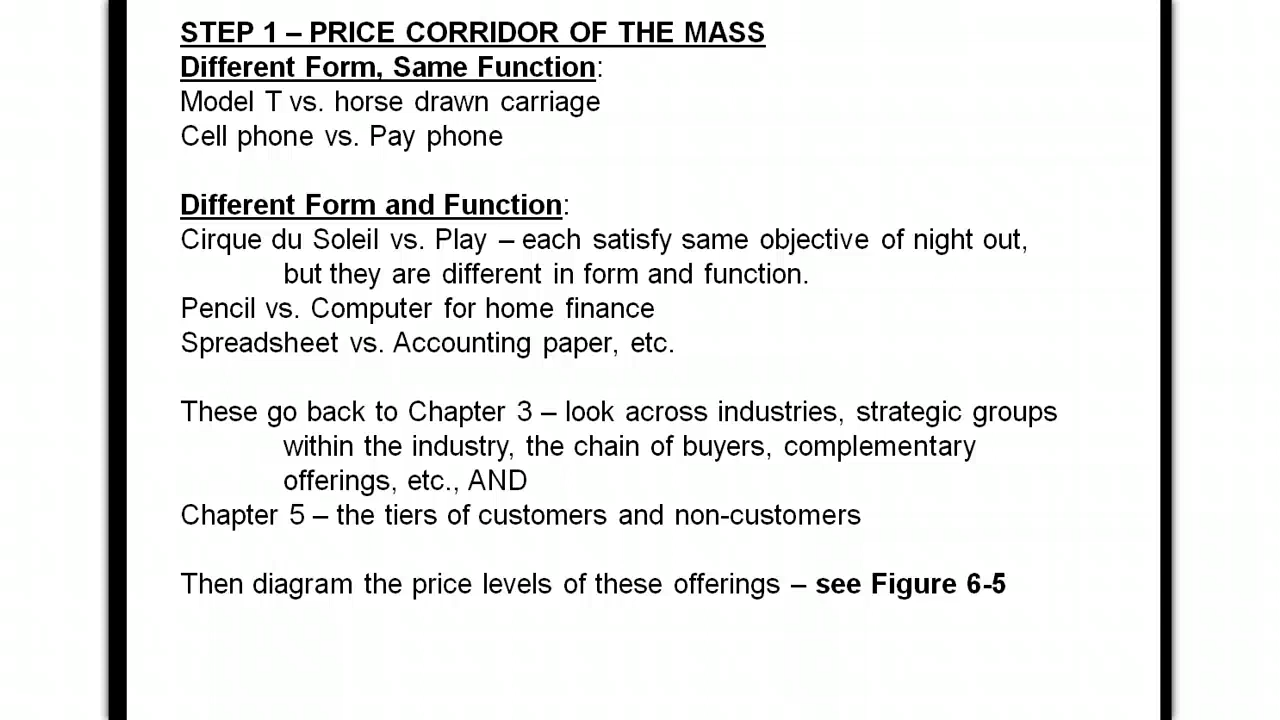 STEP 1 – PRICE CORRIDOR OF THE MASS
Different Form, Same Function:
Model T vs. horse drawn carriage
Cell phone vs. Pay phone
Different Form and Function:
Cirque du Soleil vs. Play – each satisfy same objective of night out,
but they are different in form and function.
Pencil vs. Computer for home finance
Spreadsheet vs. Accounting paper, etc.
These go back to Chapter 3 – look across industries, strategic groups
within the industry, the chain of buyers, complementary
offerings, etc., AND
Chapter 5 – the tiers of customers and non-customers
Then diagram the price levels of these offerings – see Figure 6-5